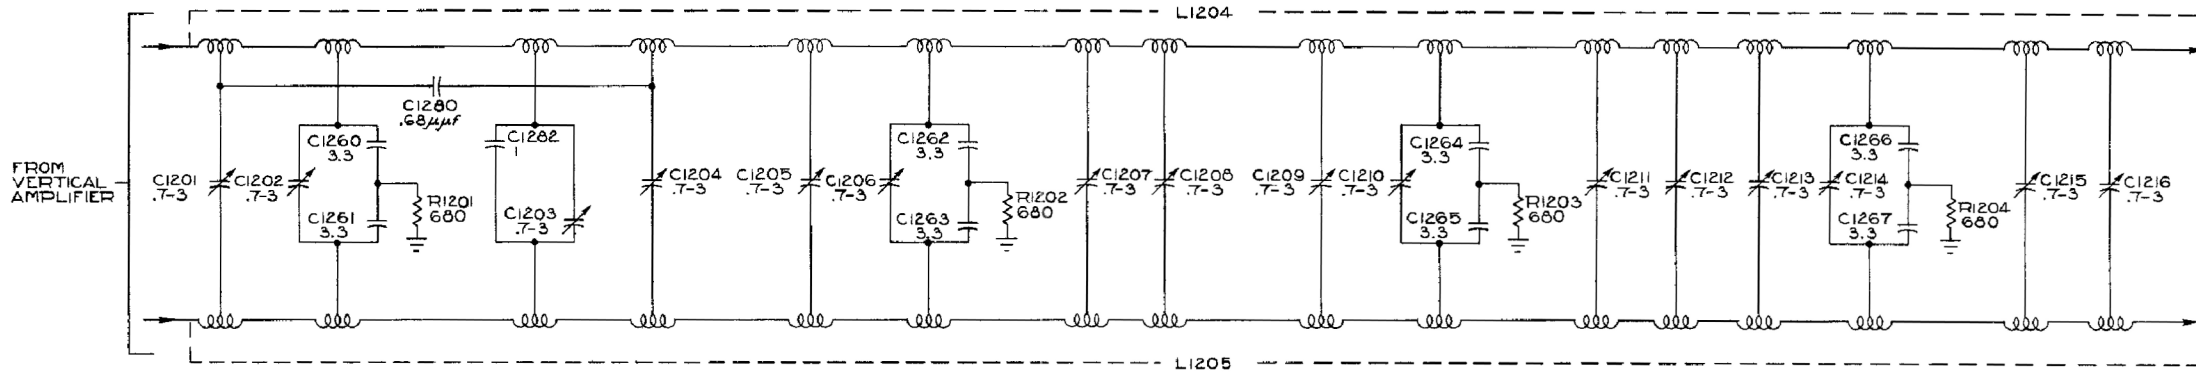 L1204
FROM
VERTICAL
AMPLIFIER
C1201
.7-3
C1202
.7-3
C1260
3.3
C1261
3.3
R1201
680
C1280
.68μμf
C1282
1
C1203
.7-3
C1204
.7-3
C1205
.7-3
C1206
.7-3
C1262
3.3
C1263
3.3
R1202
680
C1207
.7-3
C1208
.7-3
C1209
.7-3
C1210
.7-3
C1264
3.3
C1265
3.3
R1203
680
C1211
.7-3
C1212
.7-3
C1213
.7-3
C1214
.7-3
C1266
3.3
C1267
3.3
R1204
680
C1215
.7-3
C1216
.7-3
L1205